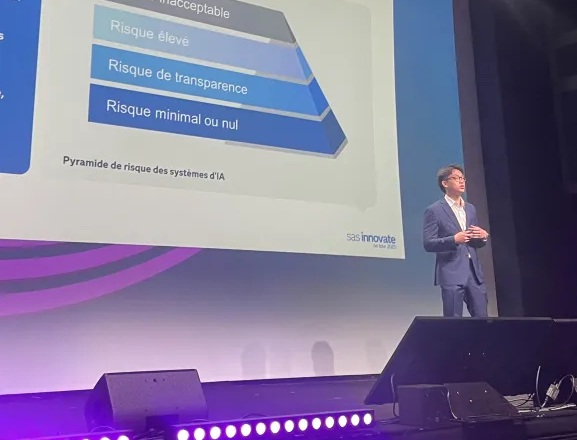 inacceptable
Risque élevé
Risque de transparence
Risque minimal ou nul
Pyramide de risque des systèmes d'IA
sas innovate